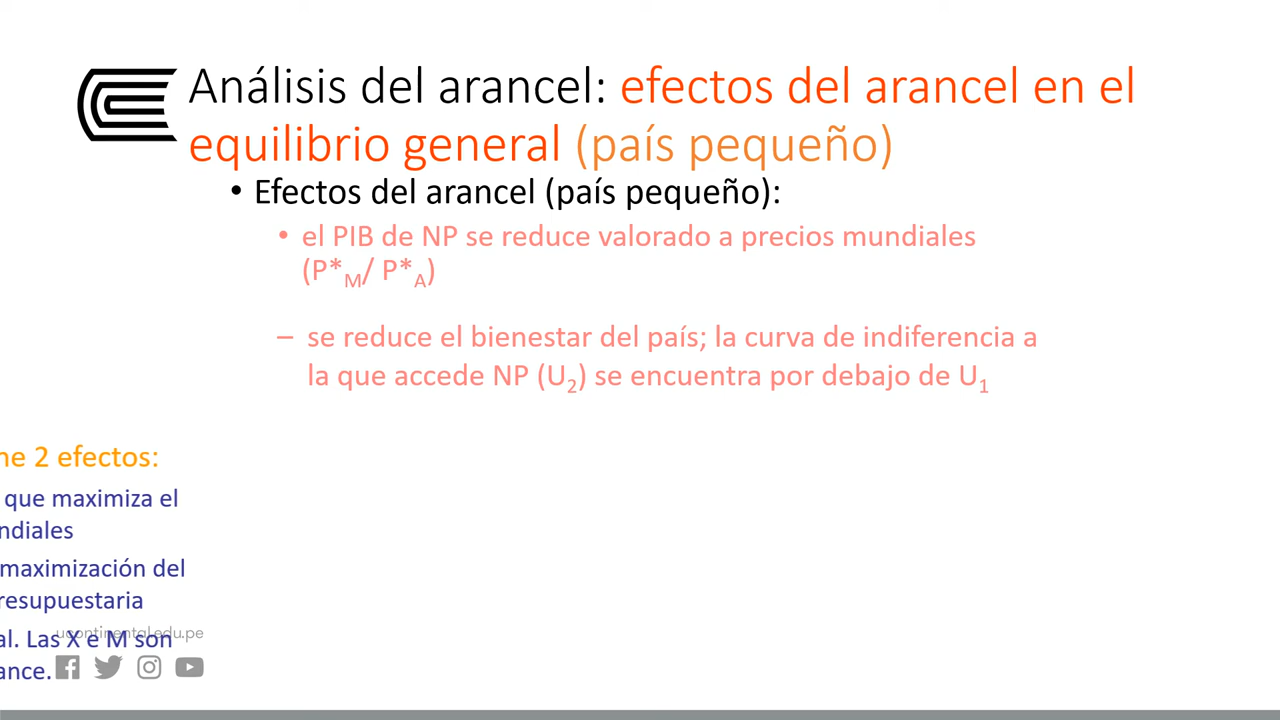 Análisis del arancel: efectos del arancel en el
equilibrio general (país pequeño)
• Efectos del arancel (país pequeño):
• el PIB de NP se reduce valorado a precios mundiales
(P*M/ P*A)
– se reduce el bienestar del país; la curva de indiferencia a
la que accede NP (U2) se encuentra por debajo de U1
ne 2 efectos:
que maximiza el
ndiales
maximización del
resupuestaria
ucontinental.edu.pe
al. Las X e M son
ance.